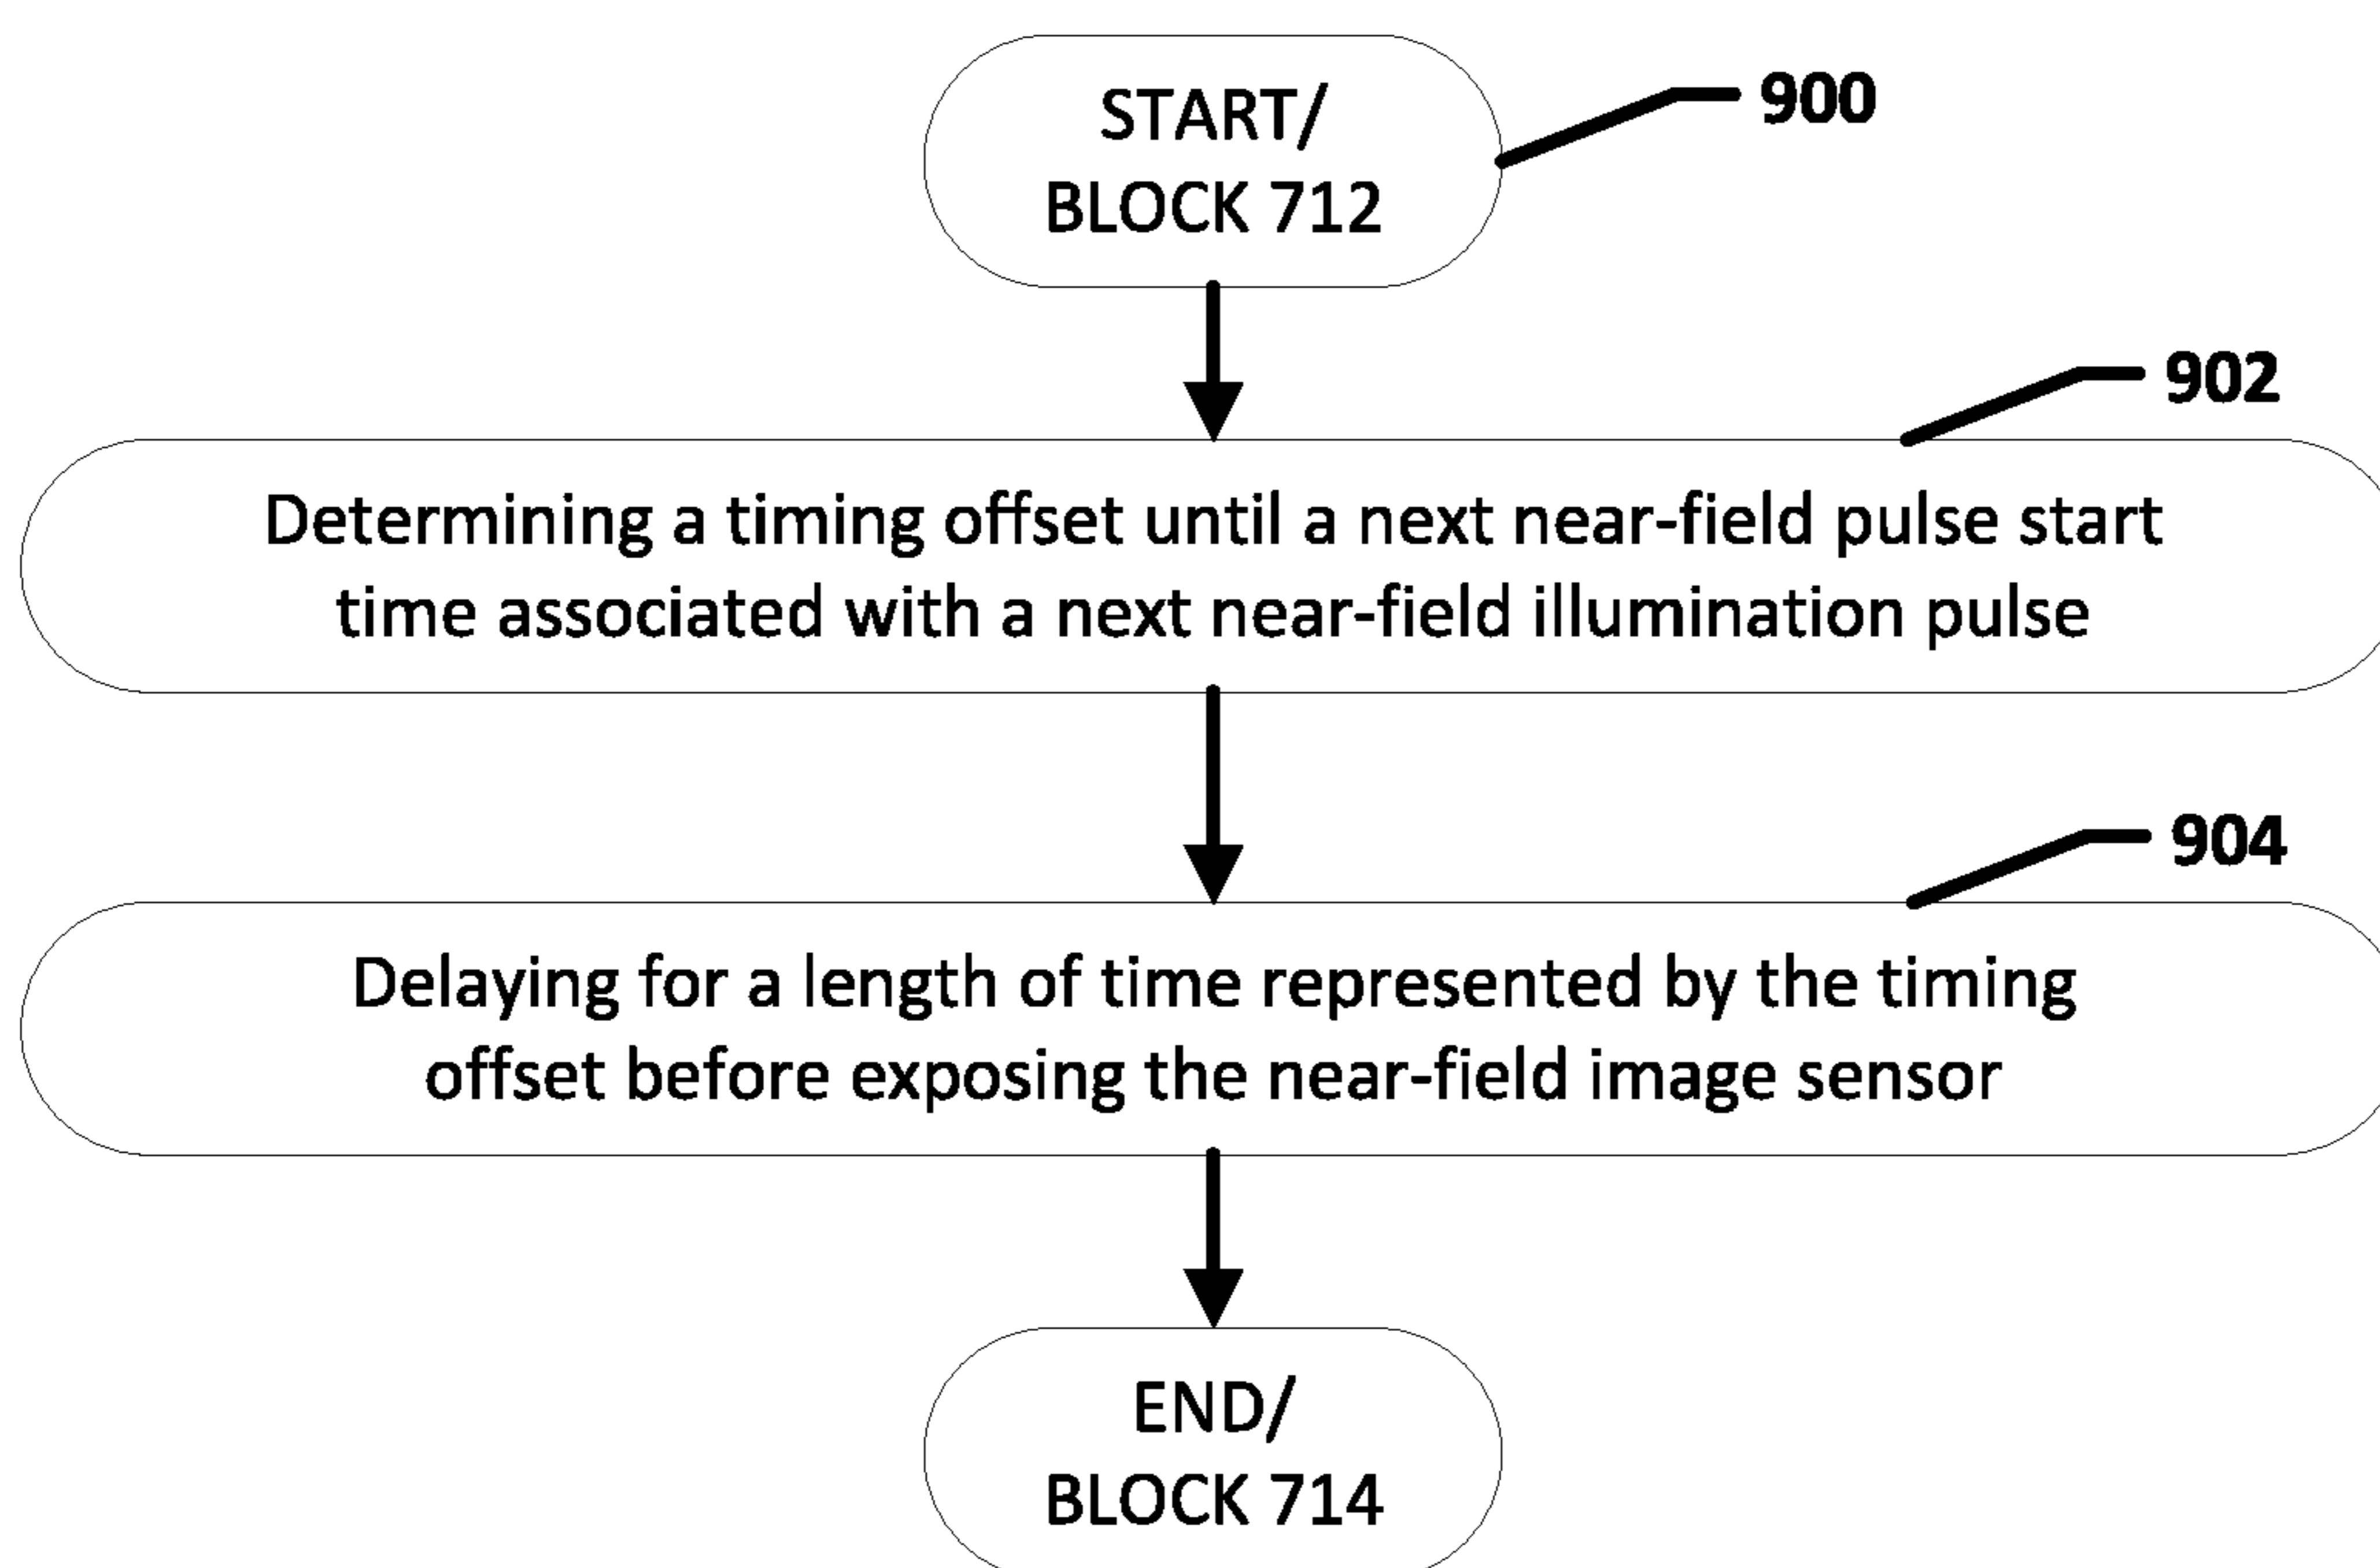 START/
BLOCK 712
900
902
Determining a timing offset until a next near-field pulse start
time associated with a next near-field illumination pulse
904
Delaying for a length of time represented by the timing
offset before exposing the near-field image sensor
END/
BLOCK 714